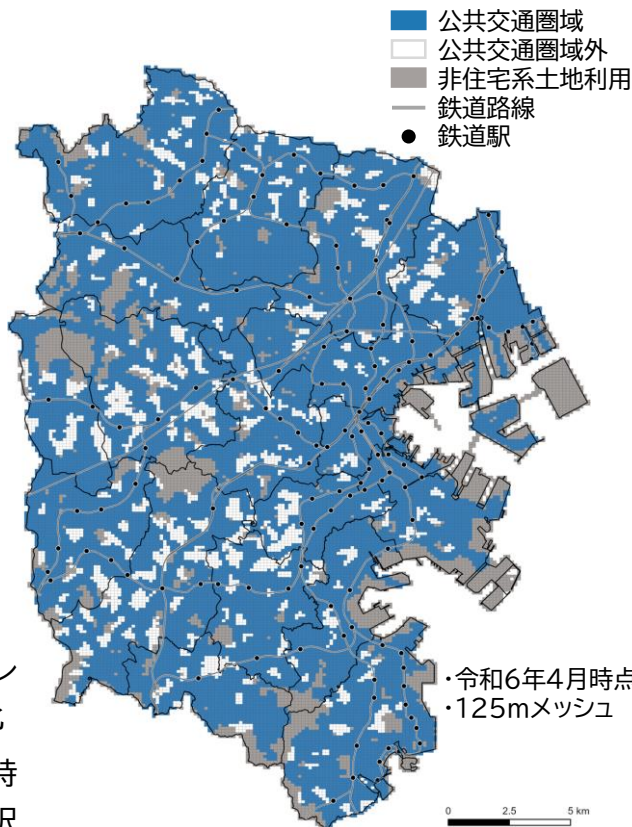 公共交通圏域
公共交通圏域外
非住宅系土地利用
鉄道路線
鉄道駅
・令和6年4月時点
・125mメッシュ
ン
時
0 2.5 5 km